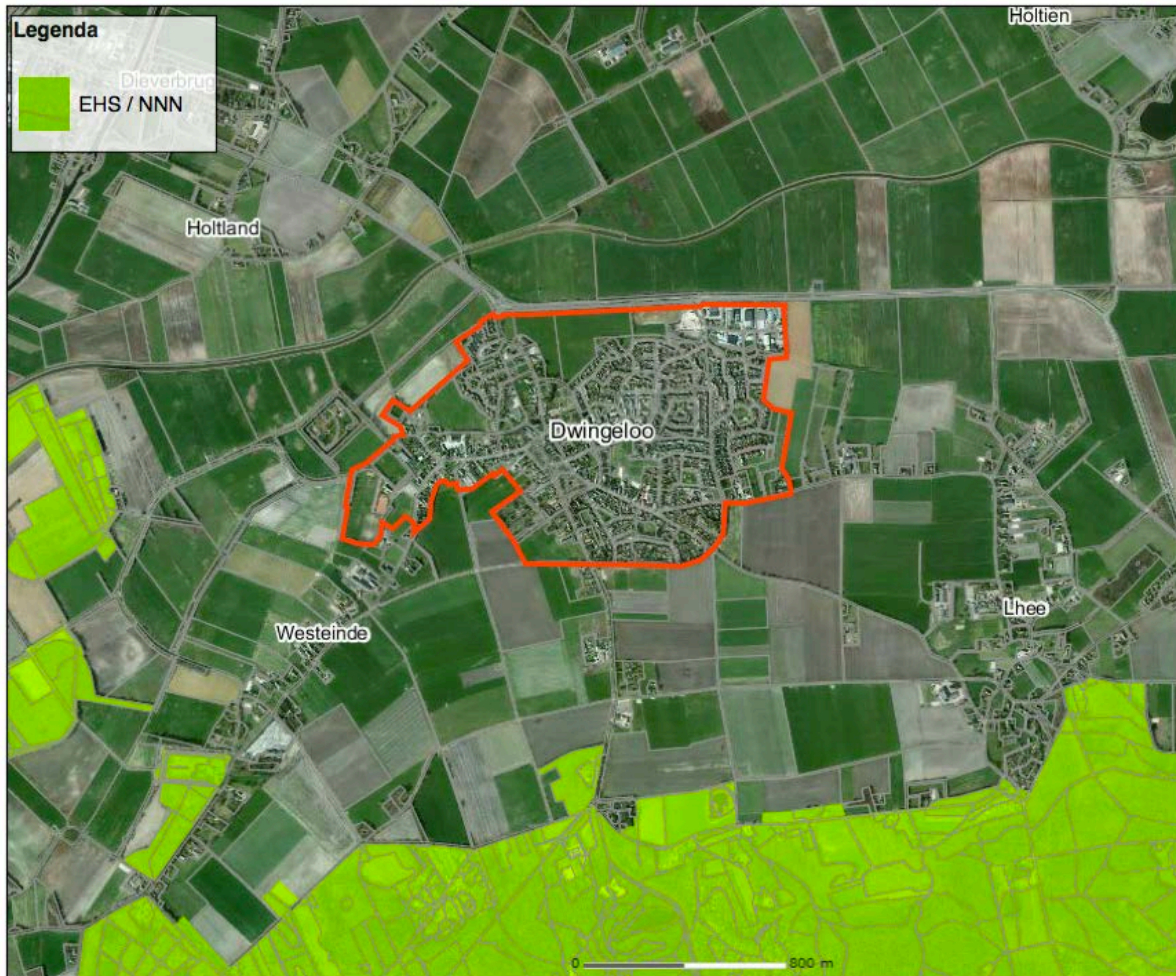 Legenda
Dieverbrug
EHS / NNN
Holtien
Holtland
Dwingeloo
Westeinde
Lhee
0 800 m